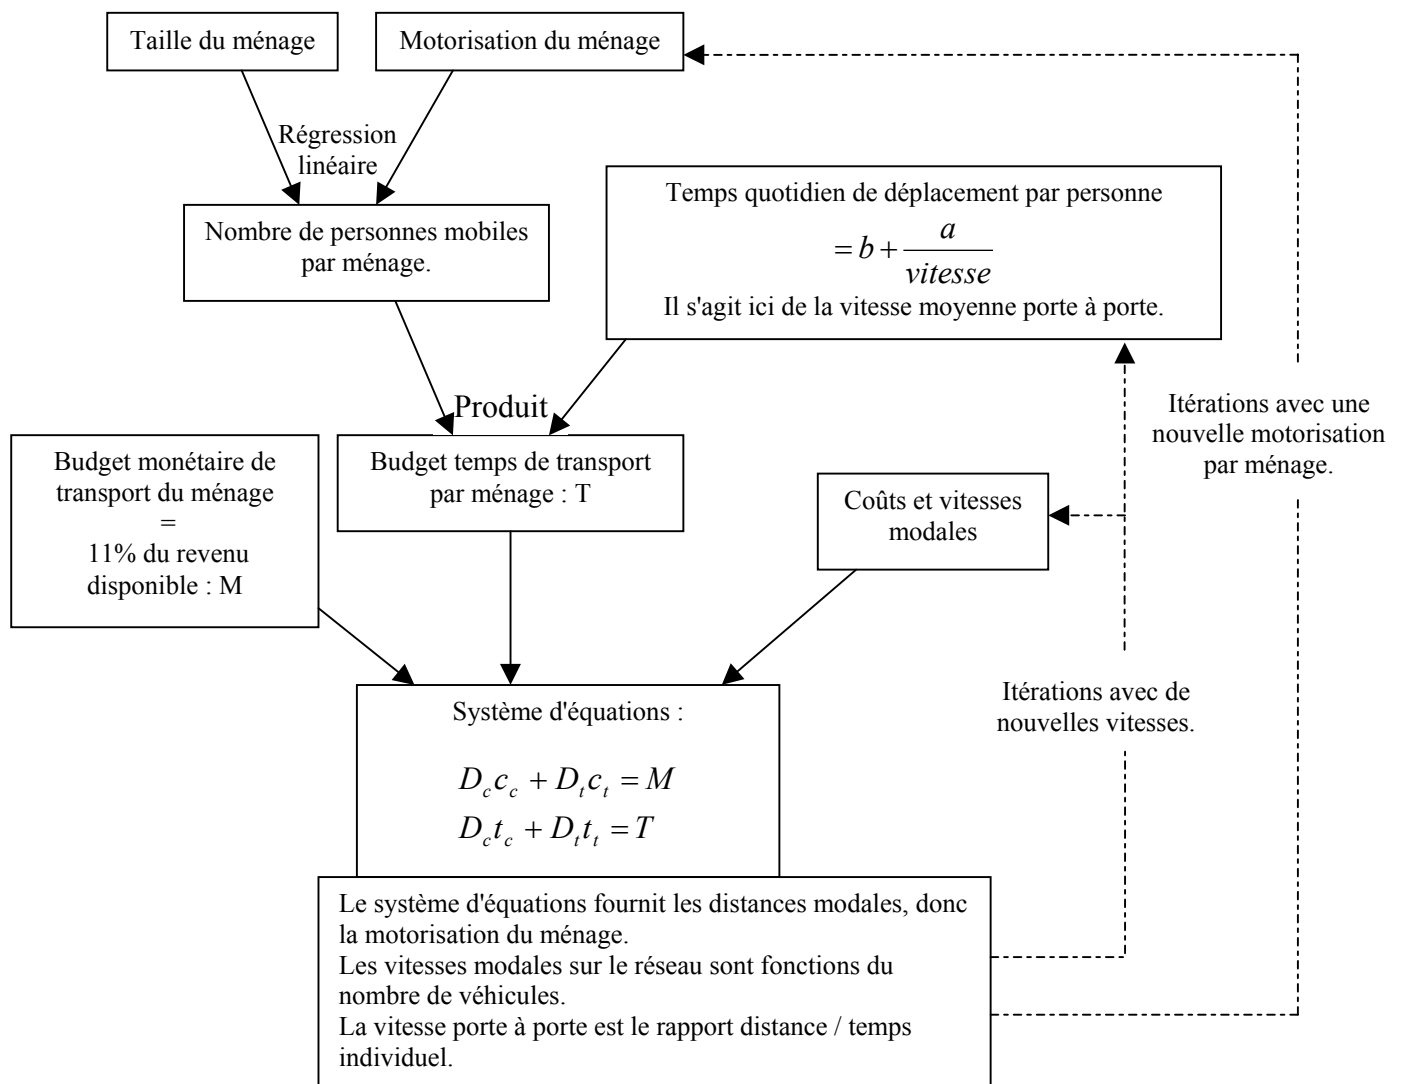 Taille du ménage
Motorisation du ménage
Régression
linéaire
Nombre de personnes mobiles
par ménage.
Temps quotidien de déplacement par personne
= b + a / vitesse
Il s'agit ici de la vitesse moyenne porte à porte.
Produit
Itérations avec une
nouvelle motorisation
par ménage.
Budget monétaire de
transport du ménage
=
11% du revenu
disponible : M
Budget temps de transport
par ménage : T
Coûts et vitesses
modales
Itérations avec de
nouvelles vitesses.
Système d'équations :
D_c c_c + D_t c_t = M
D_c t_c + D_t t_t = T
Le système d'équations fournit les distances modales, donc
la motorisation du ménage.
Les vitesses modales sur le réseau sont fonctions du
nombre de véhicules.
La vitesse porte à porte est le rapport distance / temps
individuel.